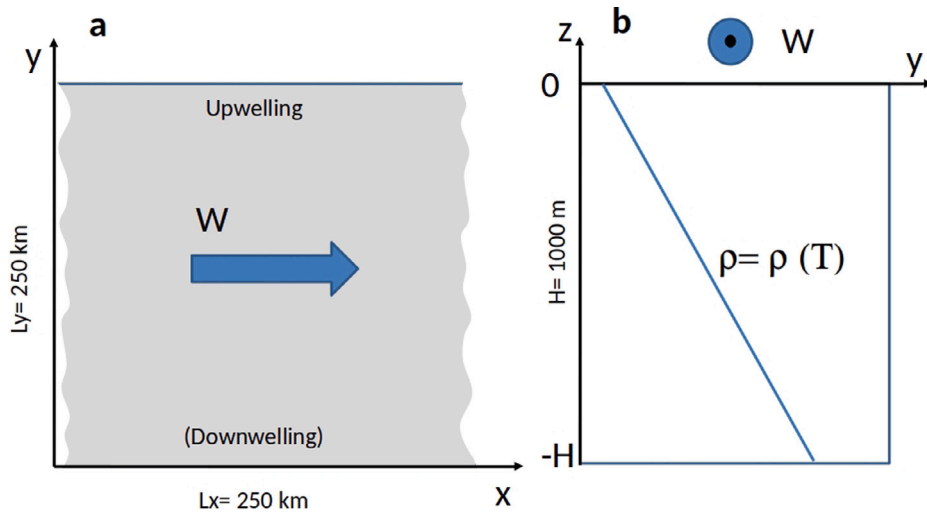 a
y
Upwelling
W
Ly= 250 km
(Downwelling)
x
Lx= 250 km
b
z
W
y
0
H= 1000 m
ρ= ρ (T)
-H